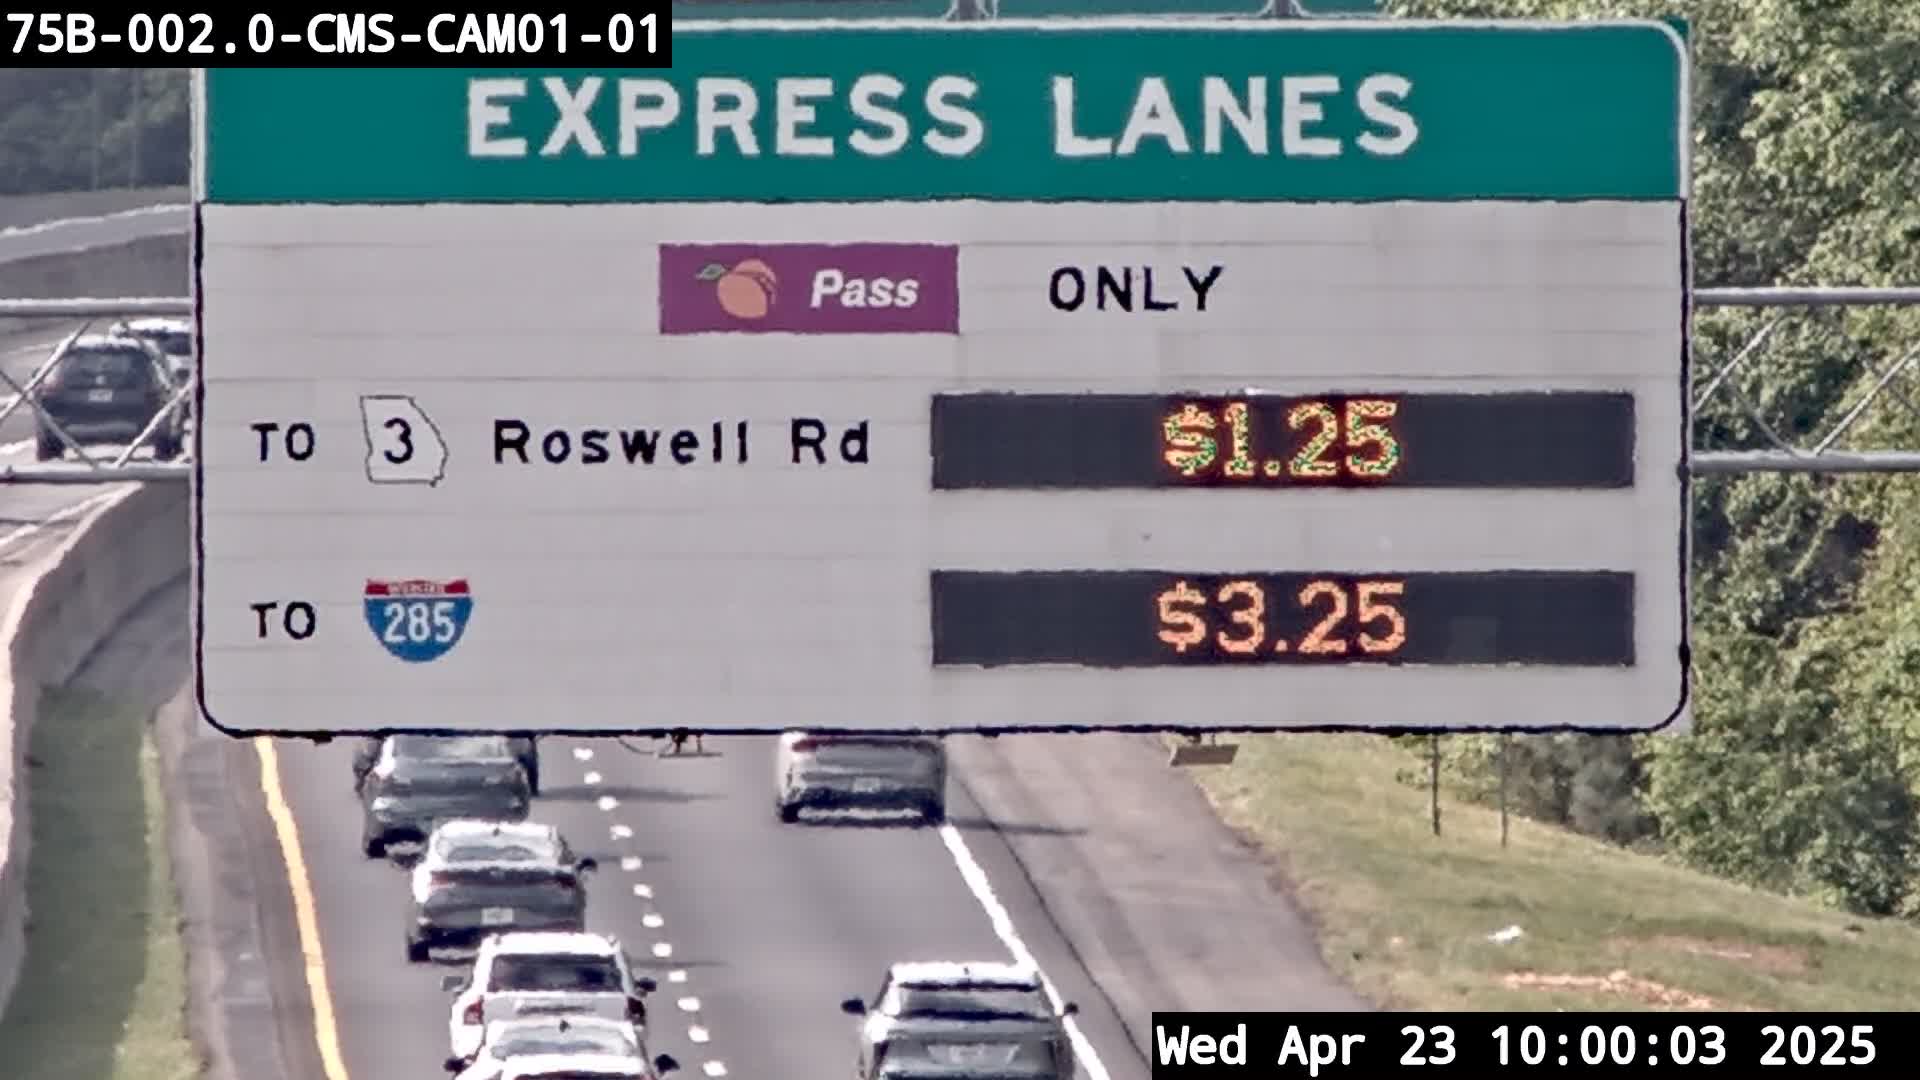 75B-002.0-CMS-CAM01-01
EXPRESS LANES
Pass ONLY
TO 3 Roswell Rd $1.25
TO 285 $3.25
Wed Apr 23 10:00:03 2025